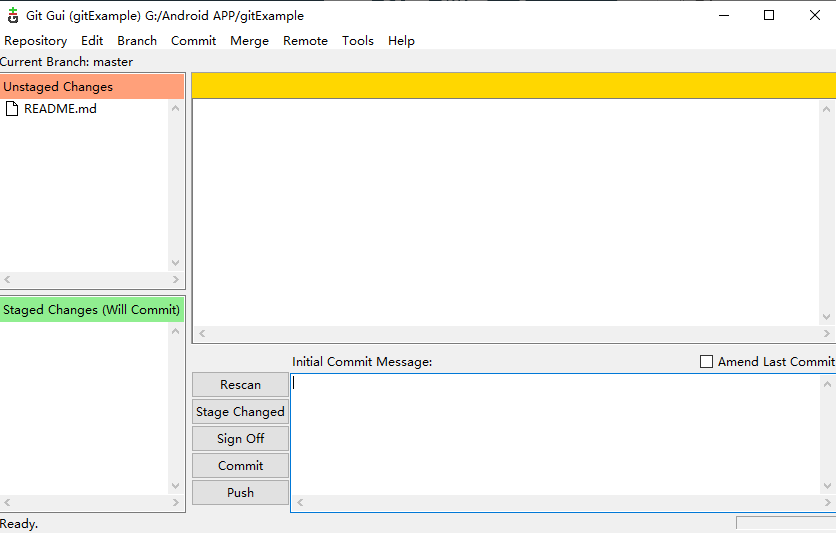 Git Gui (gitExample) G:/Android APP/gitExample
Repository Edit Branch Commit Merge Remote Tools Help
Current Branch: master
Unstaged Changes
README.md
Staged Changes (Will Commit)
Initial Commit Message:
Amend Last Commit
Rescan
Stage Changed
Sign Off
Commit
Push
Ready.